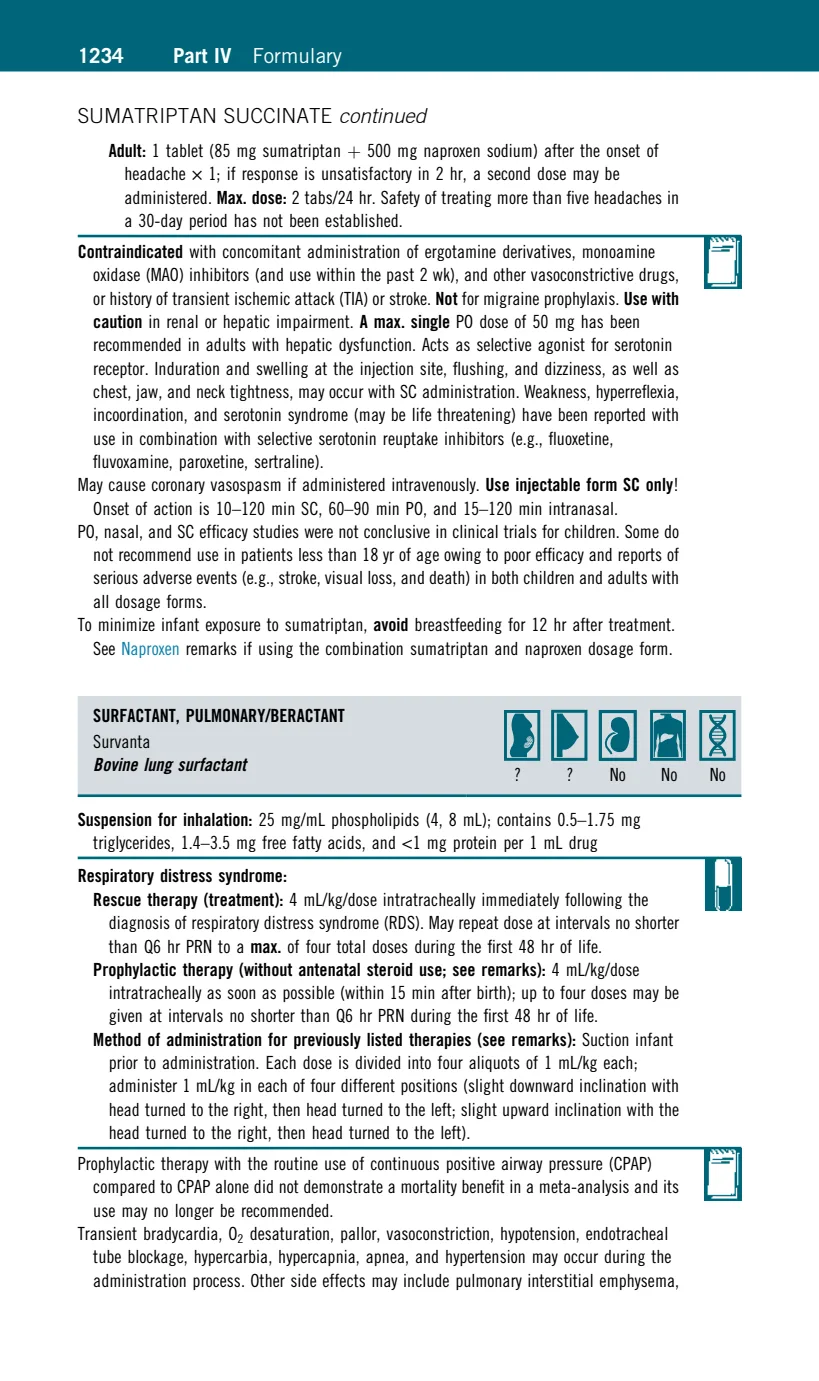 1234 Part IV Formulary
SUMATRIPTAN SUCCINATE continued
Adult: 1 tablet (85 mg sumatriptan + 500 mg naproxen sodium) after the onset of
headache × 1; if response is unsatisfactory in 2 hr, a second dose may be
administered. Max. dose: 2 tabs/24 hr. Safety of treating more than five headaches in
a 30-day period has not been established.
Contraindicated with concomitant administration of ergotamine derivatives, monoamine
oxidase (MAO) inhibitors (and use within the past 2 wk), and other vasoconstrictive drugs,
or history of transient ischemic attack (TIA) or stroke. Not for migraine prophylaxis. Use with
caution in renal or hepatic impairment. A max. single PO dose of 50 mg has been
recommended in adults with hepatic dysfunction. Acts as selective agonist for serotonin
receptor. Induration and swelling at the injection site, flushing, and dizziness, as well as
chest, jaw, and neck tightness, may occur with SC administration. Weakness, hyperreflexia,
incoordination, and serotonin syndrome (may be life threatening) have been reported with
use in combination with selective serotonin reuptake inhibitors (e.g., fluoxetine,
fluvoxamine, paroxetine, sertraline).
May cause coronary vasospasm if administered intravenously. Use injectable form SC only!
Onset of action is 10–120 min SC, 60–90 min PO, and 15–120 min intranasal.
PO, nasal, and SC efficacy studies were not conclusive in clinical trials for children. Some do
not recommend use in patients less than 18 yr of age owing to poor efficacy and reports of
serious adverse events (e.g., stroke, visual loss, and death) in both children and adults with
all dosage forms.
To minimize infant exposure to sumatriptan, avoid breastfeeding for 12 hr after treatment.
See Naproxen remarks if using the combination sumatriptan and naproxen dosage form.
SURFACTANT, PULMONARY/BERACTANT
Survanta
Bovine lung surfactant
? ? No No No
Suspension for inhalation: 25 mg/mL phospholipids (4, 8 mL); contains 0.5–1.75 mg
triglycerides, 1.4–3.5 mg free fatty acids, and <1 mg protein per 1 mL drug
Respiratory distress syndrome:
Rescue therapy (treatment): 4 mL/kg/dose intratracheally immediately following the
diagnosis of respiratory distress syndrome (RDS). May repeat dose at intervals no shorter
than Q6 hr PRN to a max. of four total doses during the first 48 hr of life.
Prophylactic therapy (without antenatal steroid use; see remarks): 4 mL/kg/dose
intratracheally as soon as possible (within 15 min after birth); up to four doses may be
given at intervals no shorter than Q6 hr PRN during the first 48 hr of life.
Method of administration for previously listed therapies (see remarks): Suction infant
prior to administration. Each dose is divided into four aliquots of 1 mL/kg each;
administer 1 mL/kg in each of four different positions (slight downward inclination with
head turned to the right, then head turned to the left; slight upward inclination with the
head turned to the right, then head turned to the left).
Prophylactic therapy with the routine use of continuous positive airway pressure (CPAP)
compared to CPAP alone did not demonstrate a mortality benefit in a meta-analysis and its
use may no longer be recommended.
Transient bradycardia, O₂ desaturation, pallor, vasoconstriction, hypotension, endotracheal
tube blockage, hypercarbia, hypercapnia, apnea, and hypertension may occur during the
administration process. Other side effects may include pulmonary interstitial emphysema,